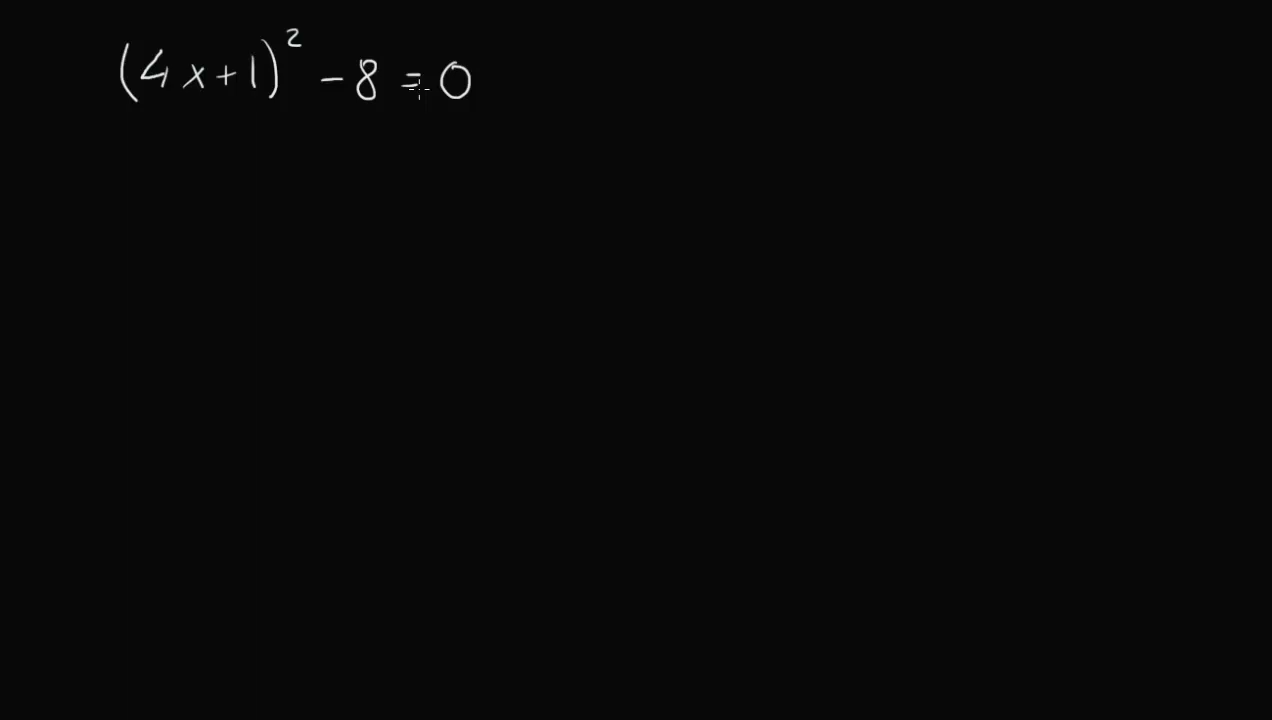 (4x+1)² - 8 = 0